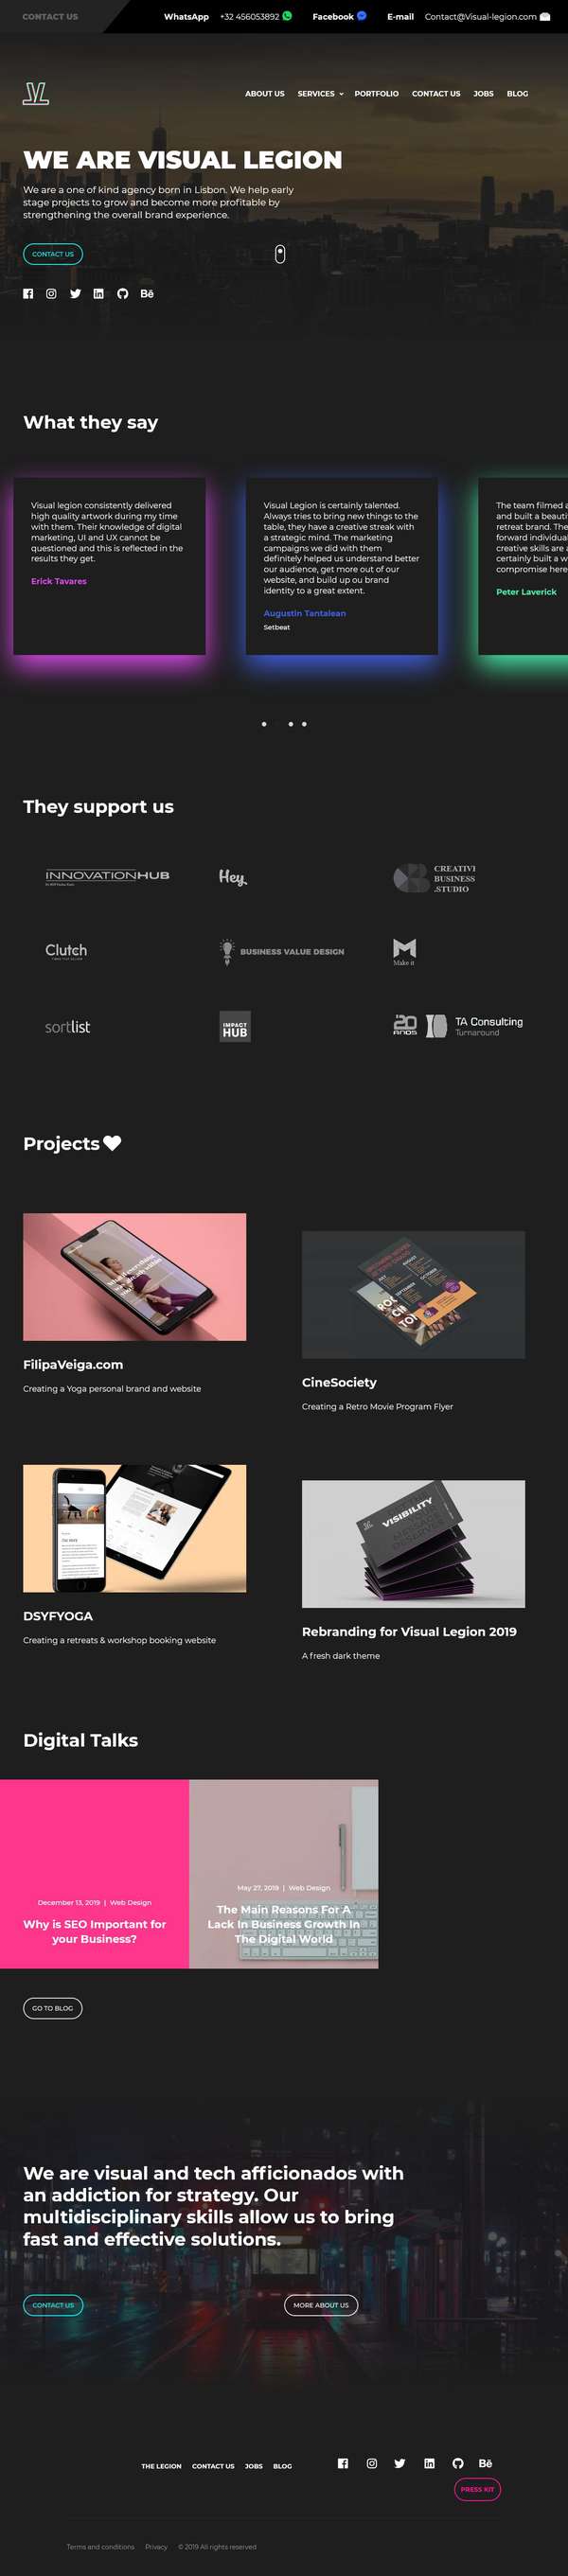 CONTACT US
WhatsApp +32 456053892 Facebook E-mail Contact@Visual-legion.com
ABOUT US SERVICES PORTFOLIO CONTACT US JOBS BLOG
WE ARE VISUAL LEGION
We are a one of kind agency born in Lisbon. We help early
stage projects to grow and become more profitable by
strengthening the overall brand experience.
CONTACT US
Bē
What they say
Visual legion consistently delivered
high quality artwork during my time
with them. Their knowledge of digital
marketing, UI and UX cannot be
questioned and this is reflected in the
results they get.
Erick Tavares
Visual Legion is certainly talented.
Always tries to bring new things to the
table, they have a creative streak with
a strategic mind. The marketing
campaigns we did with them
definitely helped us understand better
our audience, get more out of our
website, and build up ou brand
identity to a great extent.
Augustin Tantalean
Setbeat
The team filmed a
and built a beauti
retreat brand. The
forward individua
creative skills are
certainly built a w
compromise here
Peter Laverick
They support us
INNOVATIONHUB
Hey
CREATIVI
BUSINESS
.STUDIO
Clutch
BUSINESS VALUE DESIGN
Make it
sortlist
IMPACT
HUB
20
ANOS
TA Consulting
Turnaround
Projects
FilipaVeiga.com
Creating a Yoga personal brand and website
CineSociety
Creating a Retro Movie Program Flyer
DSYFYOGA
Creating a retreats & workshop booking website
VISIBILITY
Rebranding for Visual Legion 2019
A fresh dark theme
Digital Talks
December 13, 2019 | Web Design
Why is SEO Important for
your Business?
May 27, 2019 | Web Design
The Main Reasons For A
Lack In Business Growth In
The Digital World
GO TO BLOG
We are visual and tech afficionados with
an addiction for strategy. Our
multidisciplinary skills allow us to bring
fast and effective solutions.
CONTACT US
MORE ABOUT US
THE LEGION CONTACT US JOBS BLOG
Bē
PRESS KIT
Terms and conditions Privacy © 2019 All rights reserved